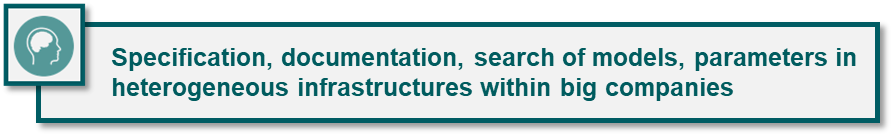 Specification, documentation, search of models, parameters in
heterogeneous infrastructures within big companies